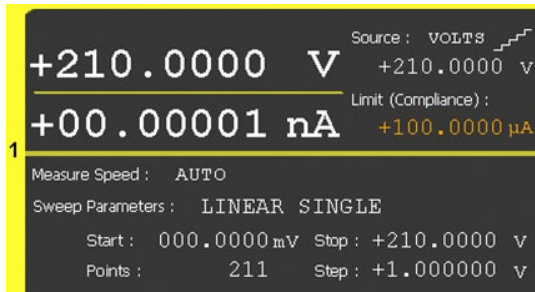 Source : VOLTS
+210.0000 V
+210.0000 V
Limit (Compliance) :
+00.00001 nA
+100.0000 µA
1
Measure Speed : AUTO
Sweep Parameters : LINEAR SINGLE
Start : 000.0000 mV Stop : +210.0000 V
Points : 211 Step : +1.000000 V